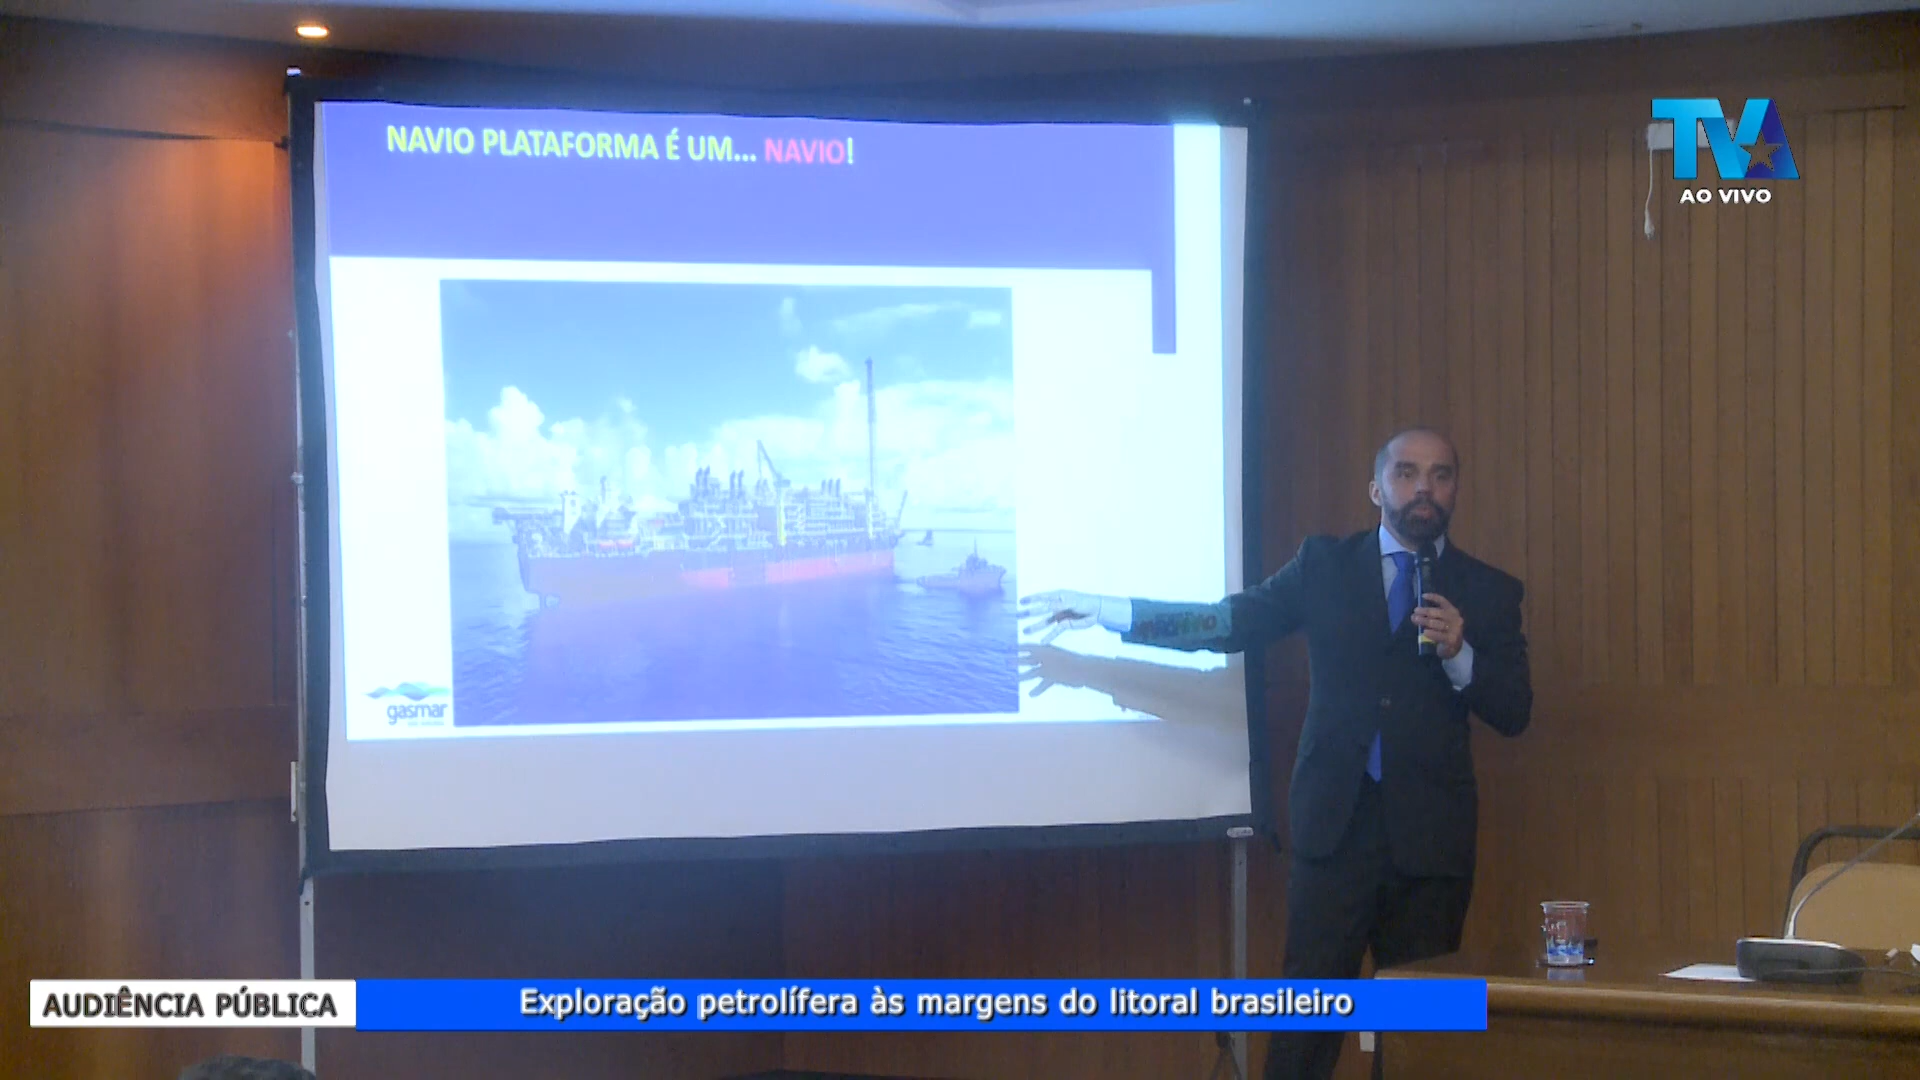 NAVIO PLATAFORMA É UM... NAVIO!
TVA
AO VIVO
gasmar
AUDIÊNCIA PÚBLICA
Exploração petrolífera às margens do litoral brasileiro